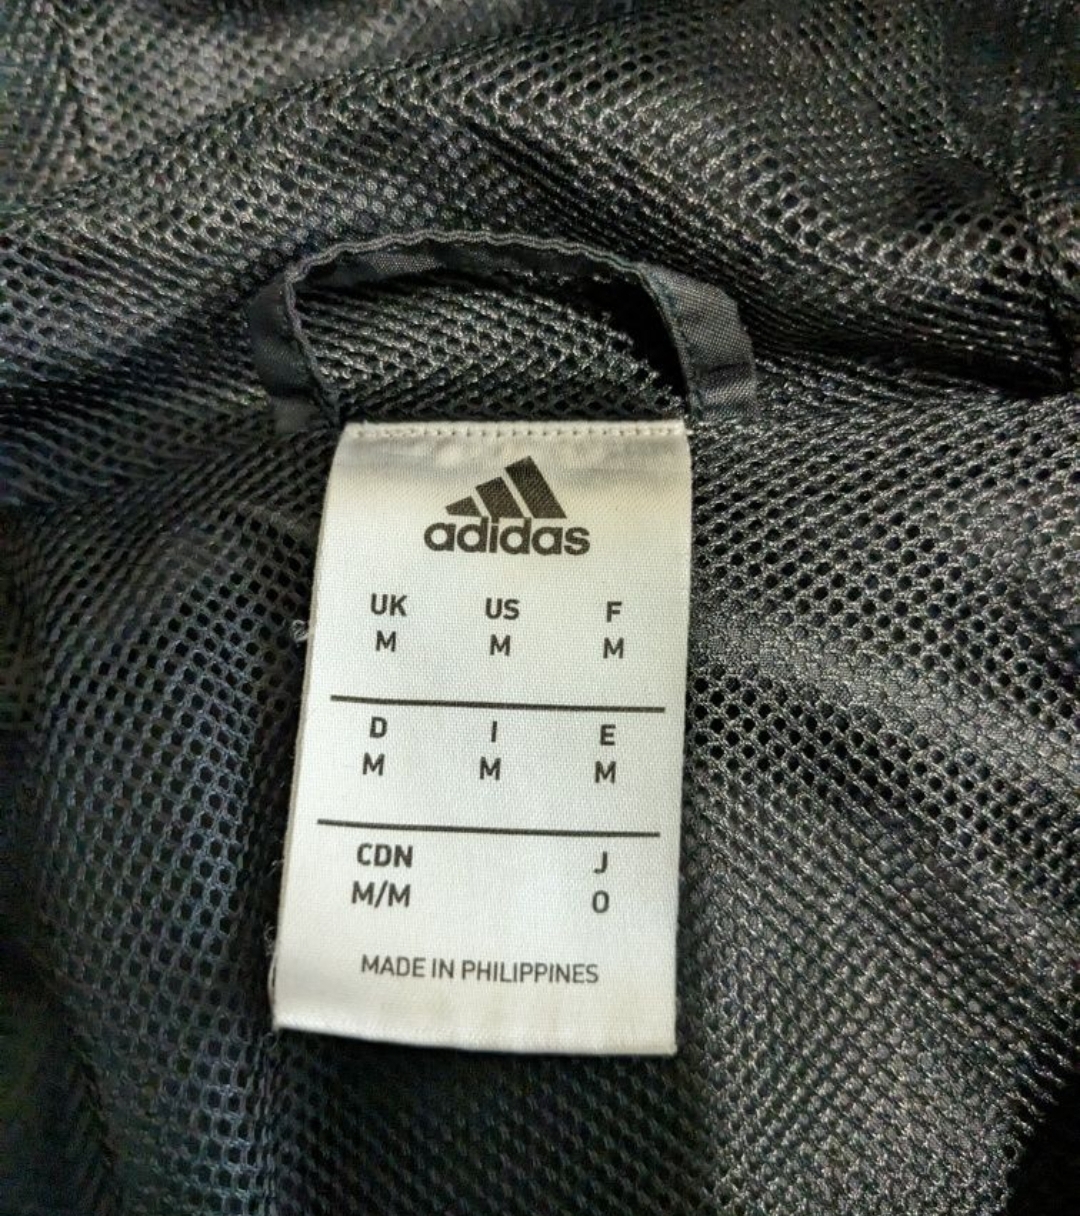 adidas
UK US F
M M M
D I E
M M M
CDN J
M/M O
MADE IN PHILIPPINES